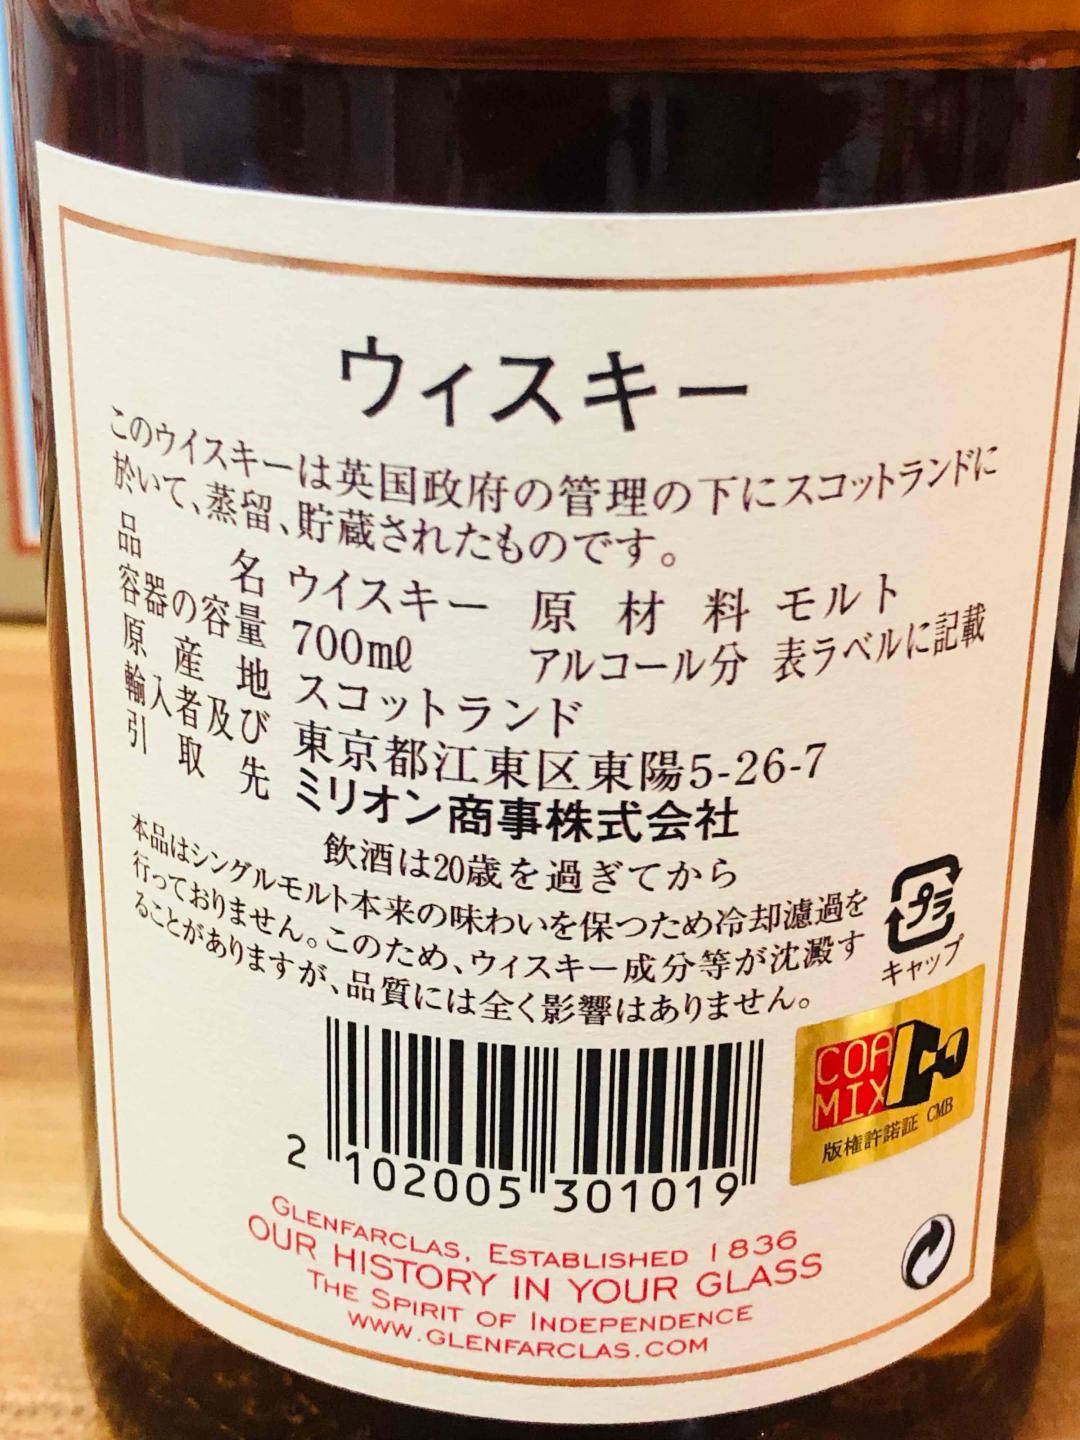 ウィスキー
このウイスキーは英国政府の管理の下にスコットランドに
於いて、蒸留、貯蔵されたものです。
品名 ウイスキー 原材料 モルト
容器の容量 700ml アルコール分 表ラベルに記載
原産地 スコットランド
輸入者及び 東京都江東区東陽5-26-7
引取先 ミリオン商事株式会社
飲酒は20歳を過ぎてから
本品はシングルモルト本来の味わいを保つため冷却濾過を
行っておりません。このため、ウィスキー成分等が沈澱す
ることがありますが、品質には全く影響はありません。
プラ
キャップ
COA
MIX
版権許諾証 CMB
2 102005 301019
GLENFARCLAS, ESTABLISHED 1836
OUR HISTORY IN YOUR GLASS
THE SPIRIT OF INDEPENDENCE
WWW.GLENFARCLAS.COM